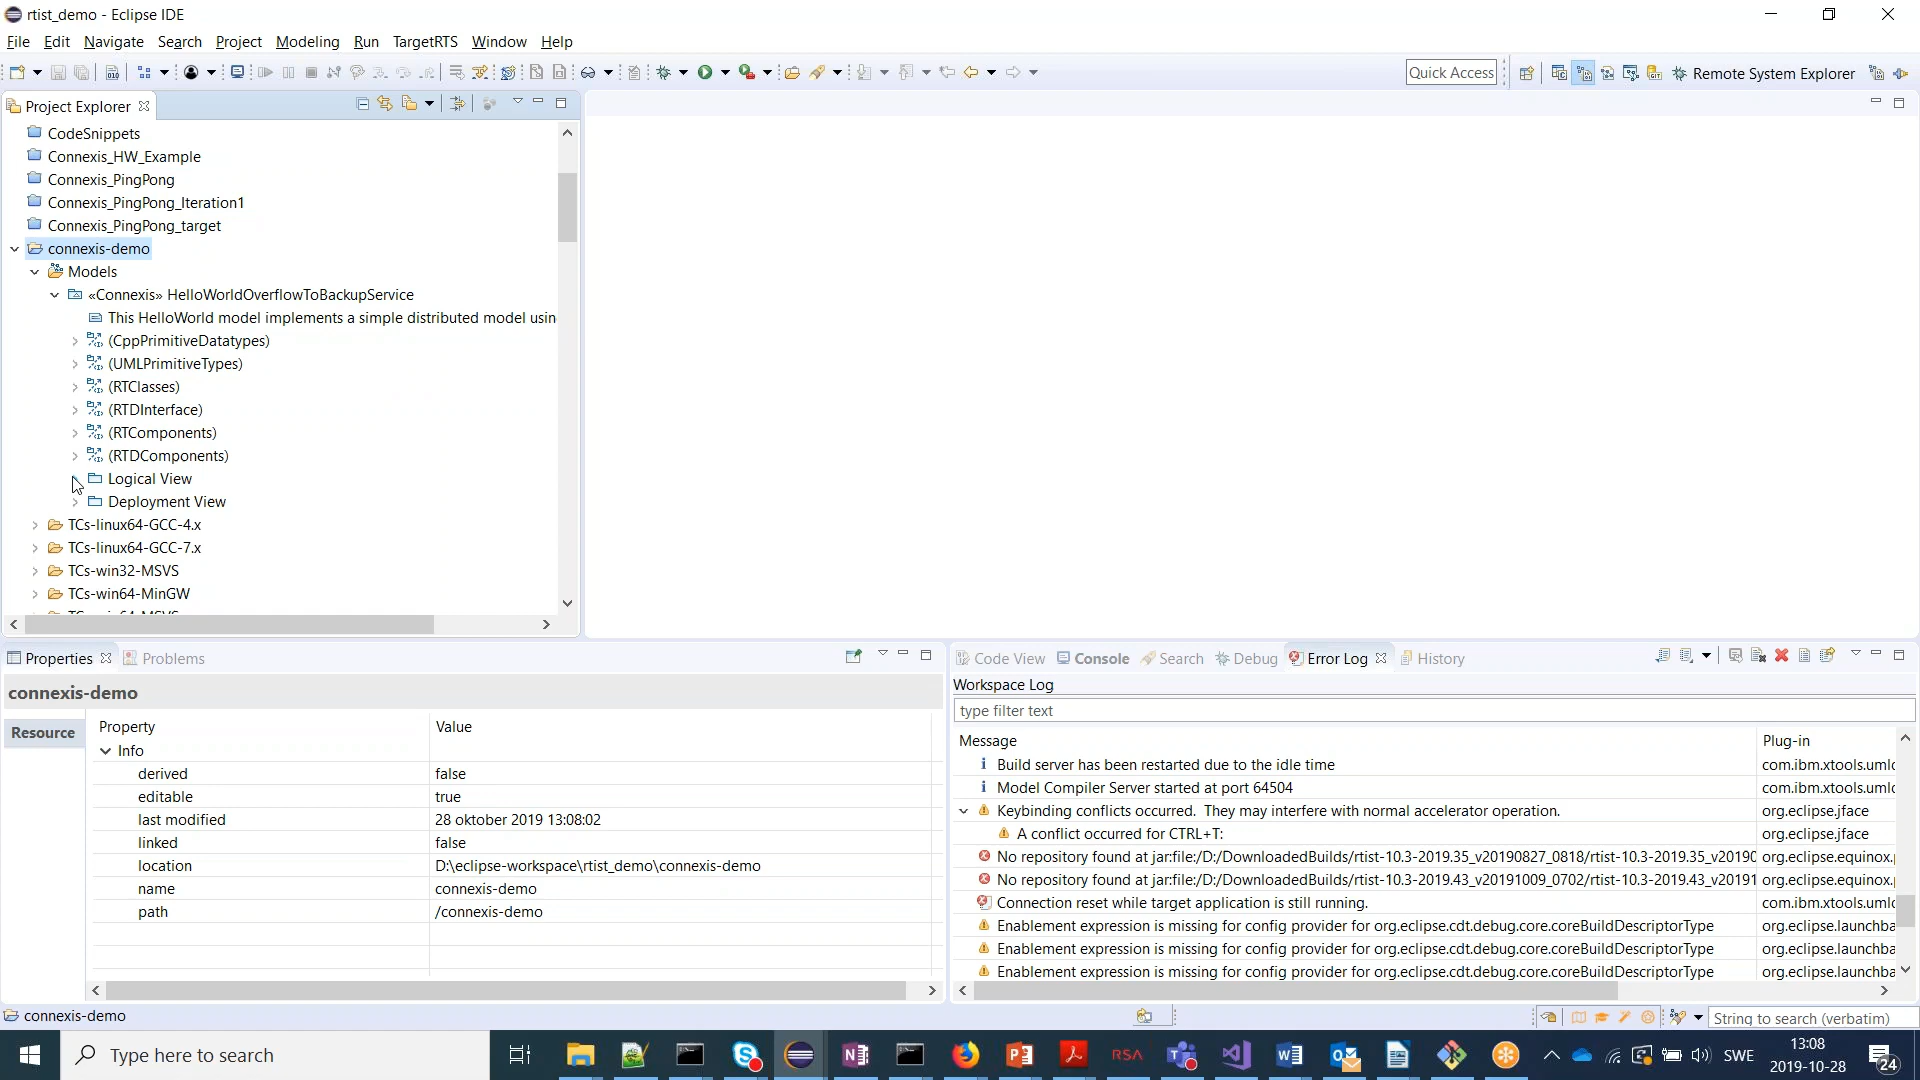 rtist_demo - Eclipse IDE
File Edit Navigate Search Project Modeling Run TargetRTS Window Help
Quick Access
Remote System Explorer
Project Explorer
CodeSnippets
Connexis_HW_Example
Connexis_PingPong
Connexis_PingPong_Iteration1
Connexis_PingPong_target
connexis-demo
Models
«Connexis» HelloWorldOverflowToBackupService
This HelloWorld model implements a simple distributed model usin
(CppPrimitiveDatatypes)
(UMLPrimitiveTypes)
(RTClasses)
(RTDInterface)
(RTComponents)
(RTDComponents)
Logical View
Deployment View
TCs-linux64-GCC-4.x
TCs-linux64-GCC-7.x
TCs-win32-MSVS
TCs-win64-MinGW
Properties Problems
connexis-demo
Resource
Property Value
Info
derived false
editable true
last modified 28 oktober 2019 13:08:02
linked false
location D:\eclipse-workspace\rtist_demo\connexis-demo
name connexis-demo
path /connexis-demo
Code View Console Search Debug Error Log History
Workspace Log
type filter text
Message Plug-in
Build server has been restarted due to the idle time com.ibm.xtools.umlc
Model Compiler Server started at port 64504 com.ibm.xtools.umlc
Keybinding conflicts occurred. They may interfere with normal accelerator operation. org.eclipse.jface
A conflict occurred for CTRL+T: org.eclipse.jface
No repository found at jar:file:/D:/DownloadedBuilds/rtist-10.3-2019.35_v20190827_0818/rtist-10.3-2019.35_v20190 org.eclipse.equinox.
No repository found at jar:file:/D:/DownloadedBuilds/rtist-10.3-2019.43_v20191009_0702/rtist-10.3-2019.43_v20191 org.eclipse.equinox.
Connection reset while target application is still running. com.ibm.xtools.umlc
Enablement expression is missing for config provider for org.eclipse.cdt.debug.core.coreBuildDescriptorType org.eclipse.launchba
Enablement expression is missing for config provider for org.eclipse.cdt.debug.core.coreBuildDescriptorType org.eclipse.launchba
Enablement expression is missing for config provider for org.eclipse.cdt.debug.core.coreBuildDescriptorType org.eclipse.launchba
connexis-demo
String to search (verbatim)
Type here to search
RSA
SWE
13:08
2019-10-28
24